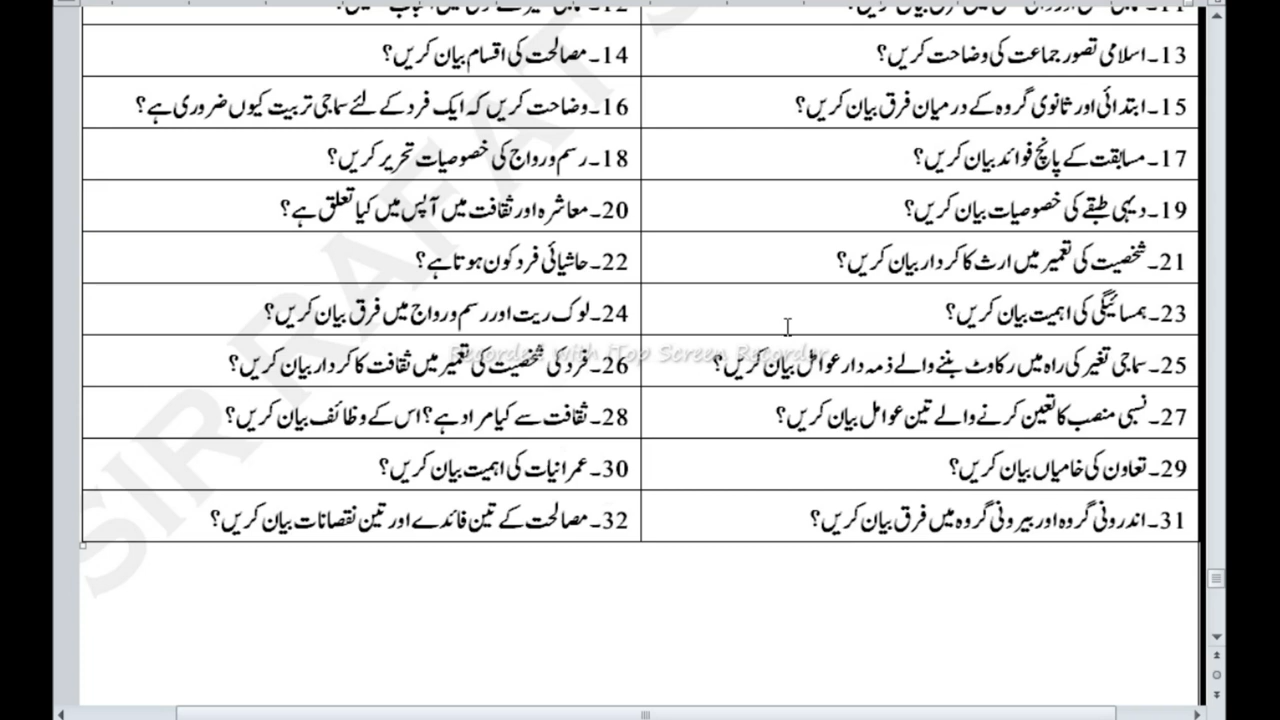 13۔اسلامی تصور جماعت کی وضاحت کریں؟
14۔مصالحت کی اقسام بیان کریں؟
15۔ابتدائی اور ثانوی گروہ کے درمیان فرق بیان کریں؟
16۔وضاحت کریں کہ ایک فرد کے لئے سماجی تربیت کیوں ضروری ہے؟
17۔مسابقت کے پانچ فوائد بیان کریں؟
18۔رسم ورواج کی خصوصیات تحریر کریں؟
19۔دیہی طبقے کی خصوصیات بیان کریں؟
20۔معاشرہ اور ثقافت میں آپس میں کیا تعلق ہے؟
21۔شخصیت کی تعمیر میں ارث کا کردار بیان کریں؟
22۔حاشیائی فرد کون ہوتا ہے؟
23۔ہمسائیگی کی اہمیت بیان کریں؟
24۔لوک ریت اور رسم ورواج میں فرق بیان کریں؟
25۔سماجی تغیر کی راہ میں رکاوٹ بننے والے ذمہ دار عوامل بیان کریں؟
26۔فرد کی شخصیت کی تعمیر میں ثقافت کا کردار بیان کریں؟
Recorded with iTop Screen Recorder
27۔نسبی منصب کا تعین کرنے والے تین عوامل بیان کریں؟
28۔ثقافت سے کیا مراد ہے؟ اس کے وظائف بیان کریں؟
29۔تعاون کی خامیاں بیان کریں؟
30۔عمرانیات کی اہمیت بیان کریں؟
31۔اندرونی گروہ اور بیرونی گروہ میں فرق بیان کریں؟
32۔مصالحت کے تین فائدے اور تین نقصانات بیان کریں؟
SIR RAFAT